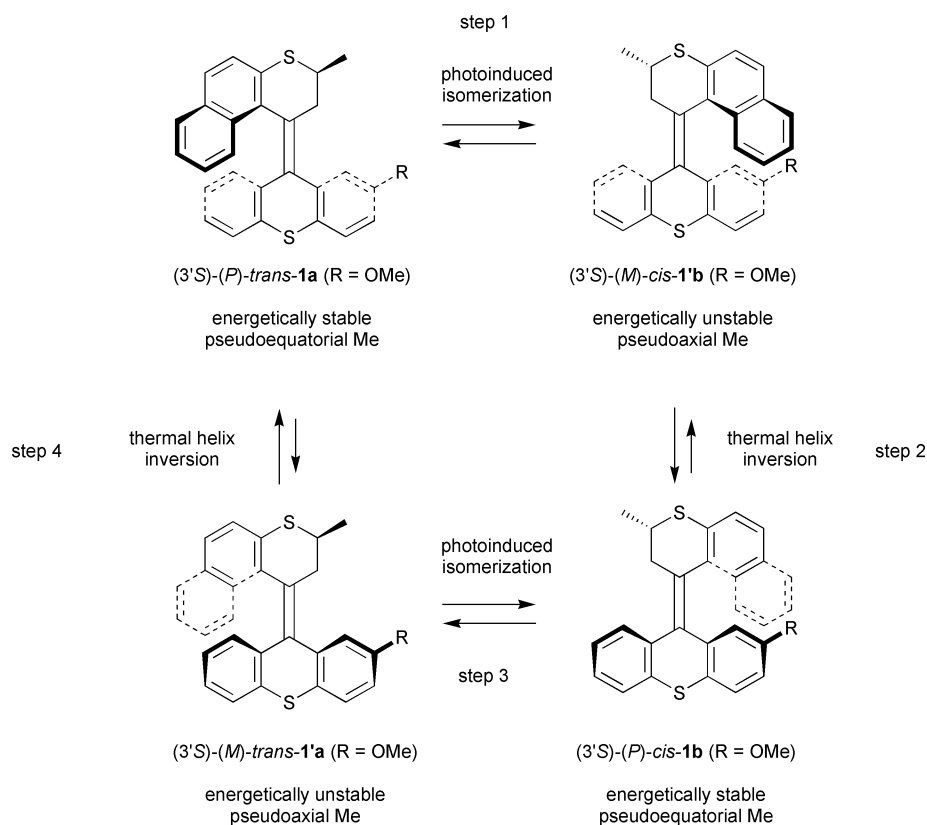 step 1
S
photoinduced
isomerization
S
R
S
R
S
(3'S)-(P)-trans-1a (R = OMe)
(3'S)-(M)-cis-1'b (R = OMe)
energetically stable
pseudoequatorial Me
energetically unstable
pseudoaxial Me
step 4
thermal helix
inversion
thermal helix
inversion
step 2
S
photoinduced
isomerization
S
R
S
R
S
step 3
(3'S)-(M)-trans-1'a (R = OMe)
(3'S)-(P)-cis-1b (R = OMe)
energetically unstable
pseudoaxial Me
energetically stable
pseudoequatorial Me